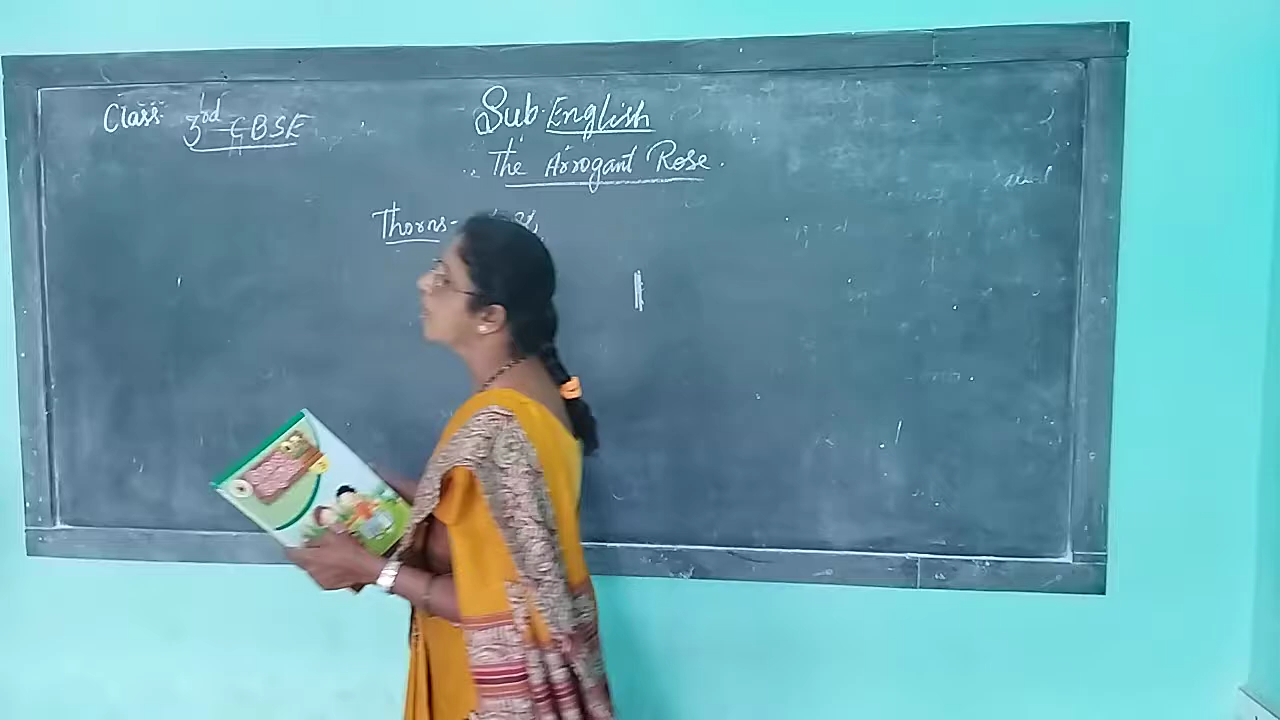 Class. 3rd CBSE
Sub. English
The Arrogant Rose.
Thorns -